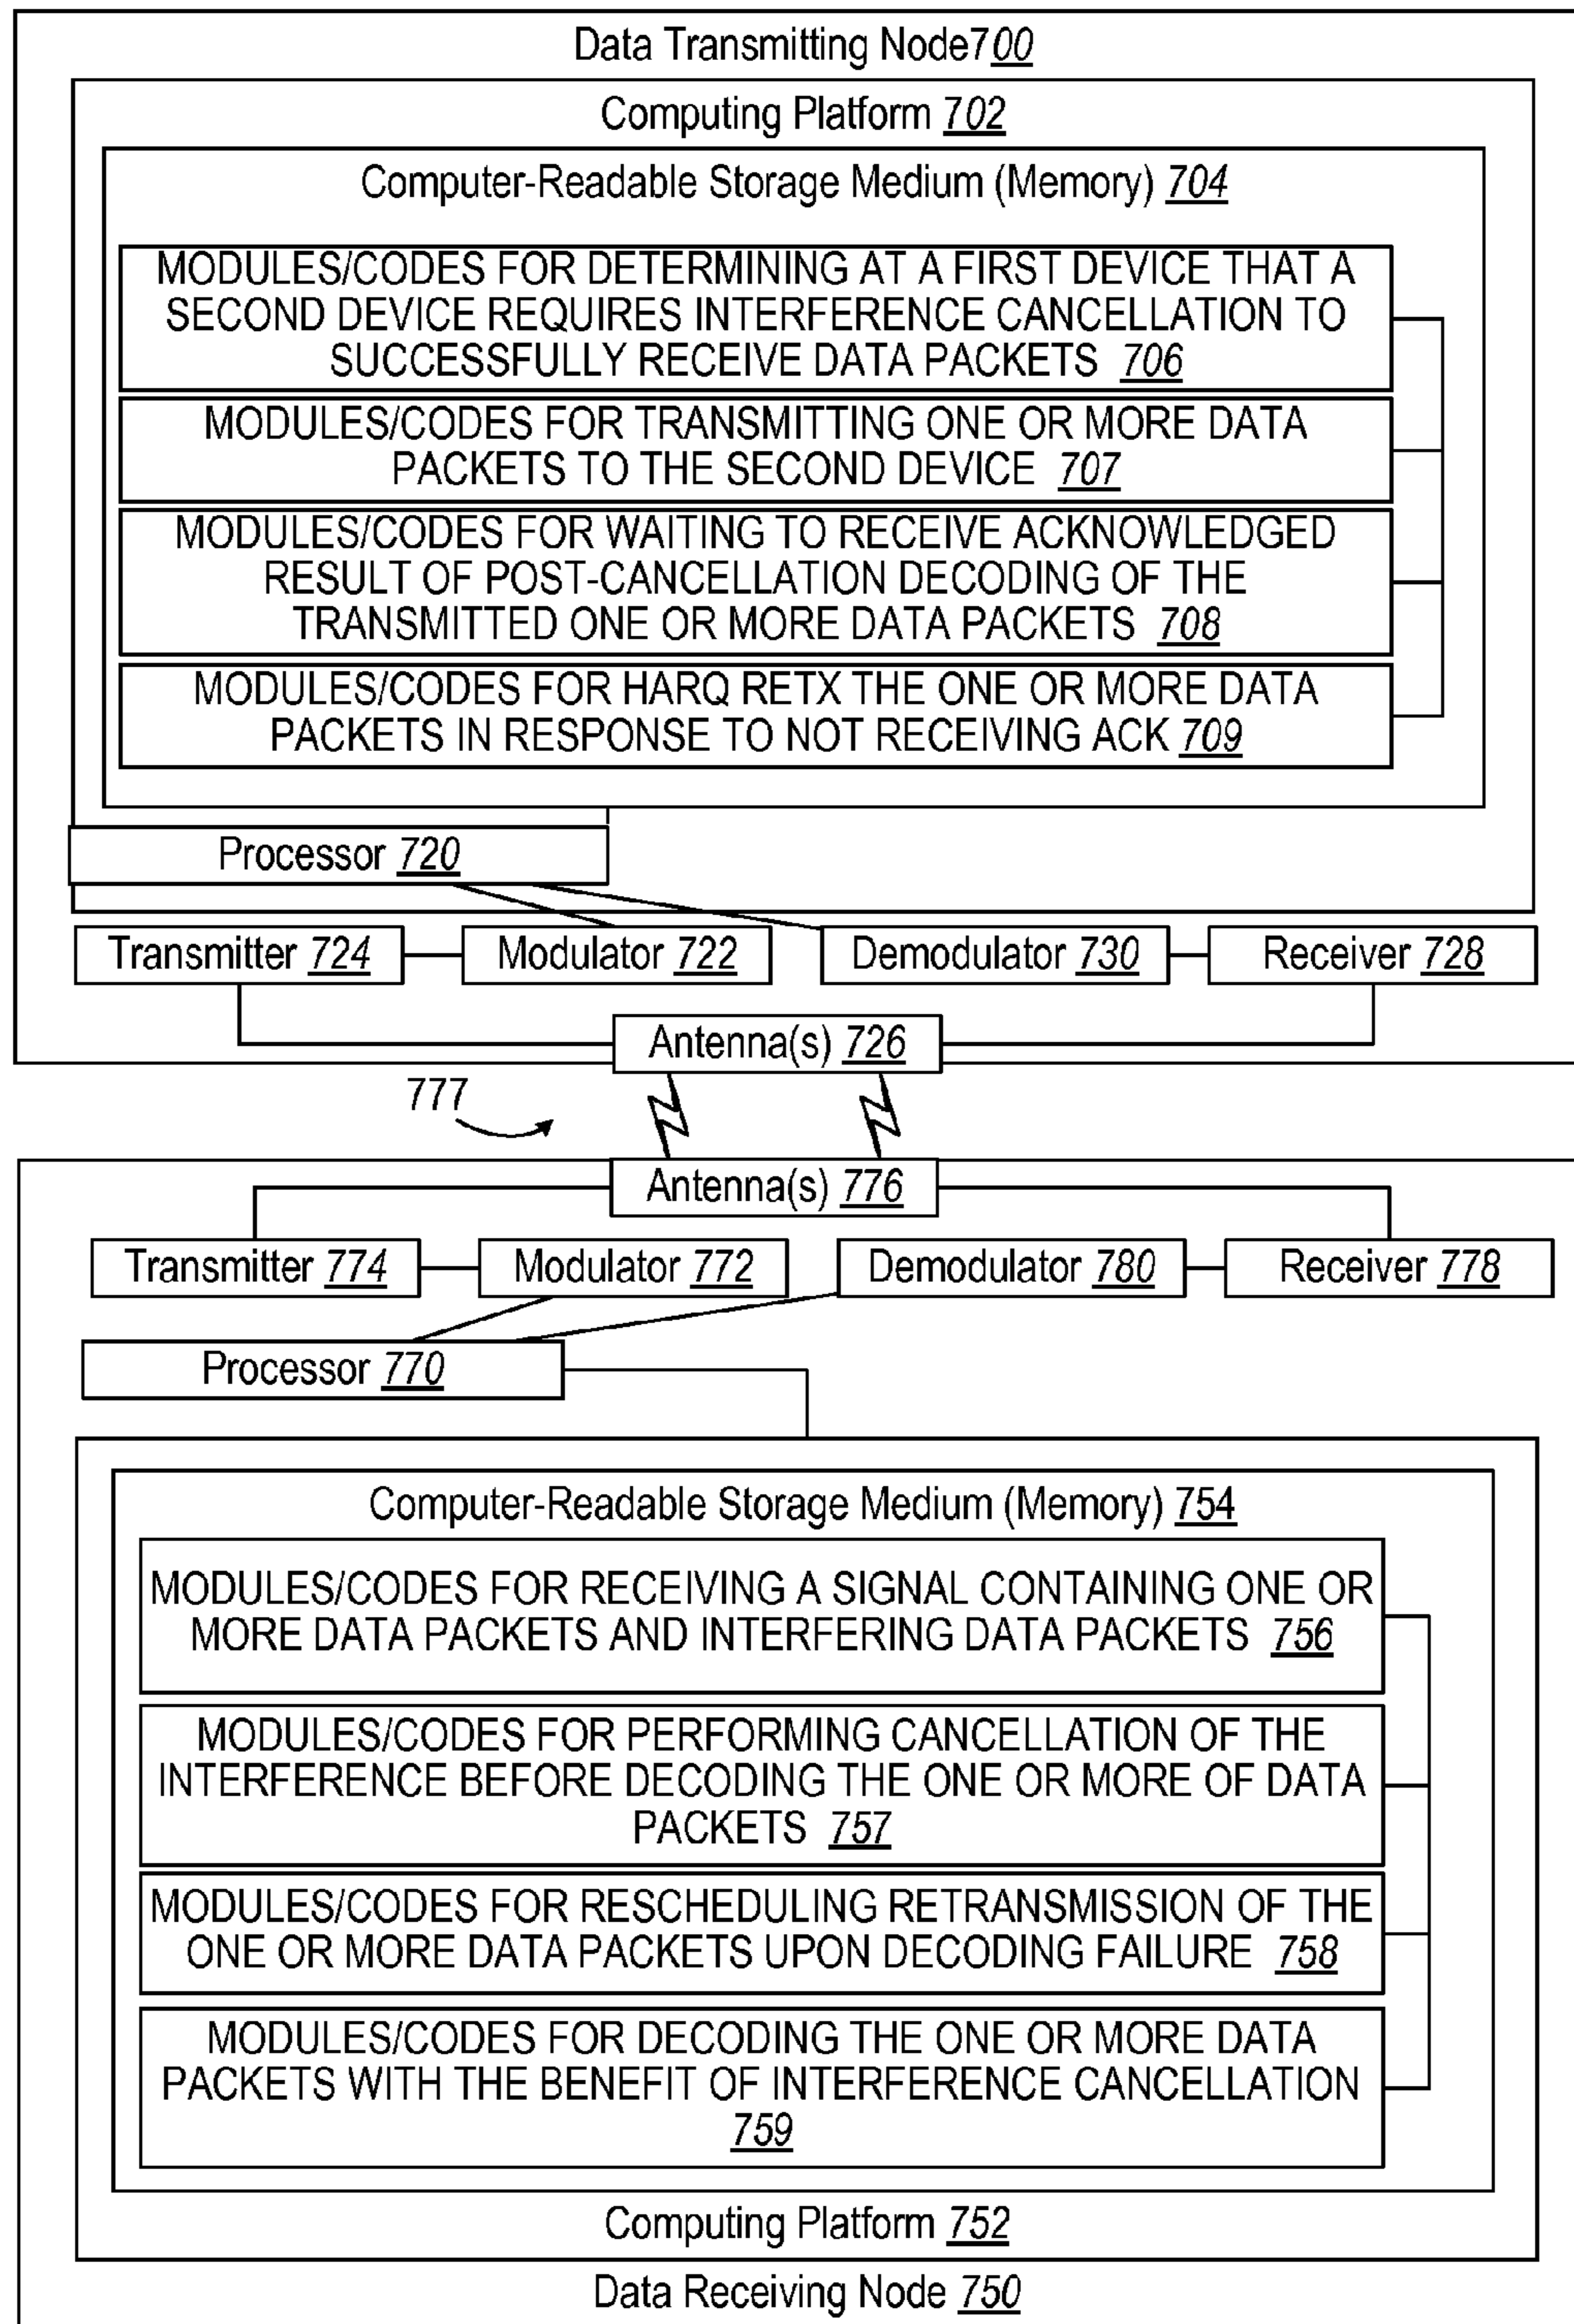 Data Transmitting Node700
Computing Platform 702
Computer-Readable Storage Medium (Memory) 704
MODULES/CODES FOR DETERMINING AT A FIRST DEVICE THAT A
SECOND DEVICE REQUIRES INTERFERENCE CANCELLATION TO
SUCCESSFULLY RECEIVE DATA PACKETS 706
MODULES/CODES FOR TRANSMITTING ONE OR MORE DATA
PACKETS TO THE SECOND DEVICE 707
MODULES/CODES FOR WAITING TO RECEIVE ACKNOWLEDGED
RESULT OF POST-CANCELLATION DECODING OF THE
TRANSMITTED ONE OR MORE DATA PACKETS 708
MODULES/CODES FOR HARQ RETX THE ONE OR MORE DATA
PACKETS IN RESPONSE TO NOT RECEIVING ACK 709
Processor 720
Transmitter 724
Modulator 722
Demodulator 730
Receiver 728
Antenna(s) 726
777
Antenna(s) 776
Transmitter 774
Modulator 772
Demodulator 780
Receiver 778
Processor 770
Computer-Readable Storage Medium (Memory) 754
MODULES/CODES FOR RECEIVING A SIGNAL CONTAINING ONE OR
MORE DATA PACKETS AND INTERFERING DATA PACKETS 756
MODULES/CODES FOR PERFORMING CANCELLATION OF THE
INTERFERENCE BEFORE DECODING THE ONE OR MORE OF DATA
PACKETS 757
MODULES/CODES FOR RESCHEDULING RETRANSMISSION OF THE
ONE OR MORE DATA PACKETS UPON DECODING FAILURE 758
MODULES/CODES FOR DECODING THE ONE OR MORE DATA
PACKETS WITH THE BENEFIT OF INTERFERENCE CANCELLATION
759
Computing Platform 752
Data Receiving Node 750